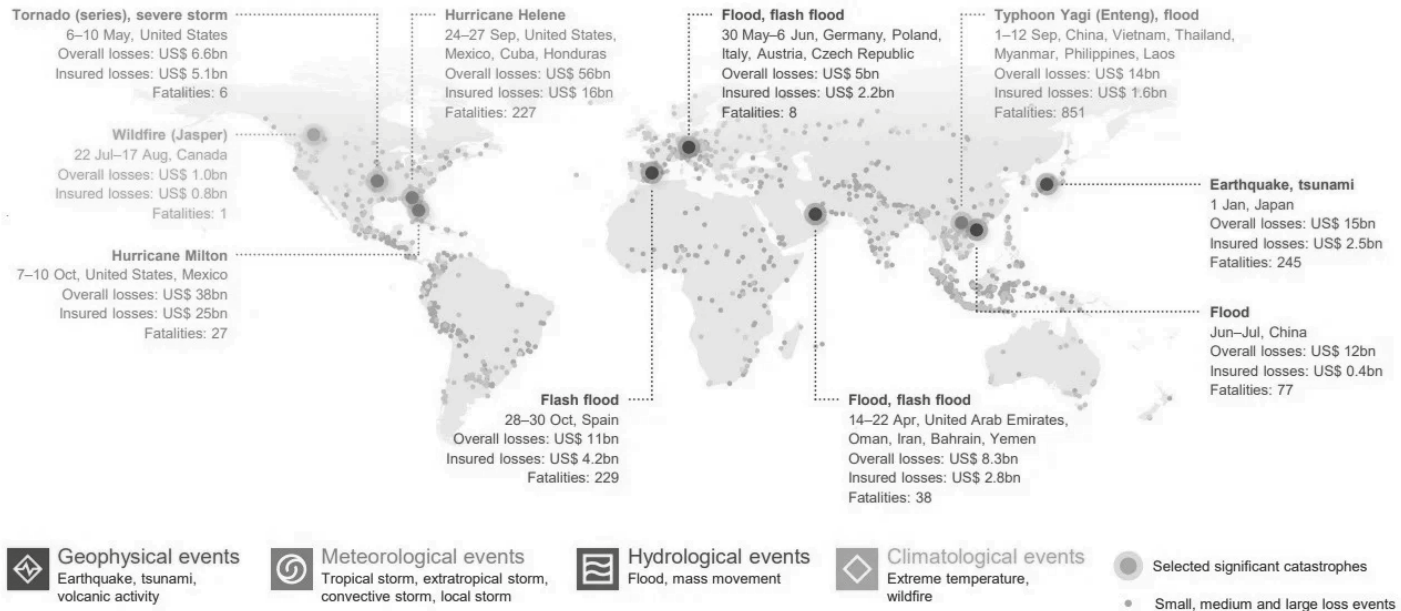 Tornado (series), severe storm
6–10 May, United States
Overall losses: US$ 6.6bn
Insured losses: US$ 5.1bn
Fatalities: 6
Hurricane Helene
24–27 Sep, United States,
Mexico, Cuba, Honduras
Overall losses: US$ 56bn
Insured losses: US$ 16bn
Fatalities: 227
Flood, flash flood
30 May–6 Jun, Germany, Poland,
Italy, Austria, Czech Republic
Overall losses: US$ 5bn
Insured losses: US$ 2.2bn
Fatalities: 8
Typhoon Yagi (Enteng), flood
1–12 Sep, China, Vietnam, Thailand,
Myanmar, Philippines, Laos
Overall losses: US$ 14bn
Insured losses: US$ 1.6bn
Fatalities: 851
Wildfire (Jasper)
22 Jul–17 Aug, Canada
Overall losses: US$ 1.0bn
Insured losses: US$ 0.8bn
Fatalities: 1
Earthquake, tsunami
1 Jan, Japan
Overall losses: US$ 15bn
Insured losses: US$ 2.5bn
Fatalities: 245
Hurricane Milton
7–10 Oct, United States, Mexico
Overall losses: US$ 38bn
Insured losses: US$ 25bn
Fatalities: 27
Flood
Jun–Jul, China
Overall losses: US$ 12bn
Insured losses: US$ 0.4bn
Fatalities: 77
Flash flood
28–30 Oct, Spain
Overall losses: US$ 11bn
Insured losses: US$ 4.2bn
Fatalities: 229
Flood, flash flood
14–22 Apr, United Arab Emirates,
Oman, Iran, Bahrain, Yemen
Overall losses: US$ 8.3bn
Insured losses: US$ 2.8bn
Fatalities: 38
Geophysical events
Earthquake, tsunami,
volcanic activity
Meteorological events
Tropical storm, extratropical storm,
convective storm, local storm
Hydrological events
Flood, mass movement
Climatological events
Extreme temperature,
wildfire
Selected significant catastrophes
Small, medium and large loss events